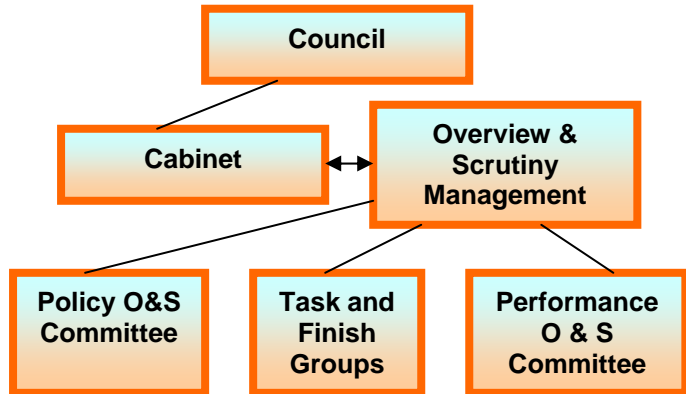 Council
Cabinet
Overview &
Scrutiny
Management
Policy O&S
Committee
Task and
Finish
Groups
Performance
O & S
Committee